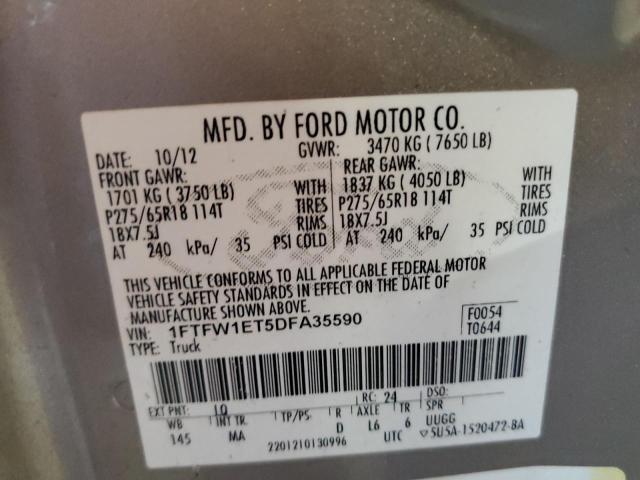 MFD. BY FORD MOTOR CO.
DATE: 10/12 GVWR: 3470 KG ( 7650 LB)
FRONT GAWR: REAR GAWR:
1701 KG ( 3750 LB) WITH 1837 KG ( 4050 LB) WITH
P275/65R18 114T TIRES P275/65R18 114T TIRES
18X7.5J RIMS 18X7.5J RIMS
AT 240 kPa/ 35 PSI COLD AT 240 kPa/ 35 PSI COLD
THIS VEHICLE CONFORMS TO ALL APPLICABLE FEDERAL MOTOR
VEHICLE SAFETY STANDARDS IN EFFECT ON THE DATE OF
MANUFACTURE SHOWN ABOVE.
VIN: 1FTFW1ET5DFA35590 F0054
TYPE: Truck T0644
EXT PNT: LQ RC: 24 DSO:
WB INT TR TP/PS R AXLE TR SPR
145 MA D L6 6 UUGG
2201210130996 UTC ▽SU5A-1520472-BA